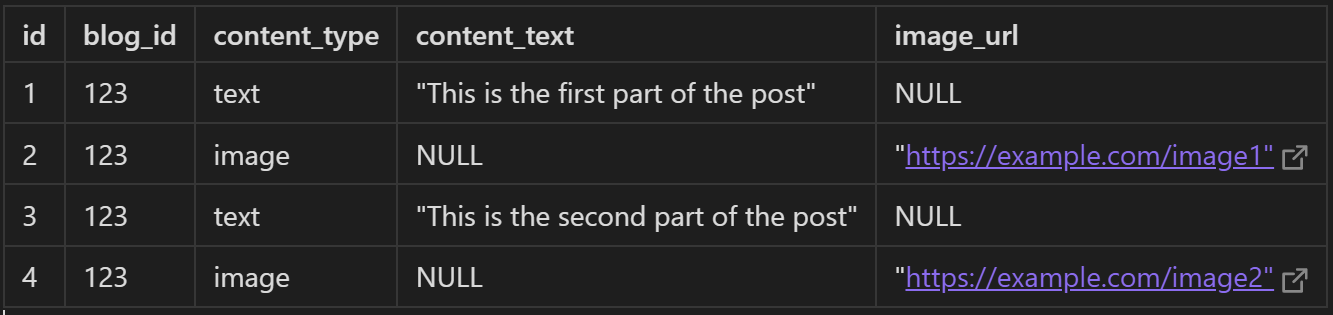 id blog_id content_type content_text image_url
1 123 text "This is the first part of the post" NULL
2 123 image NULL "https://example.com/image1"
3 123 text "This is the second part of the post" NULL
4 123 image NULL "https://example.com/image2"